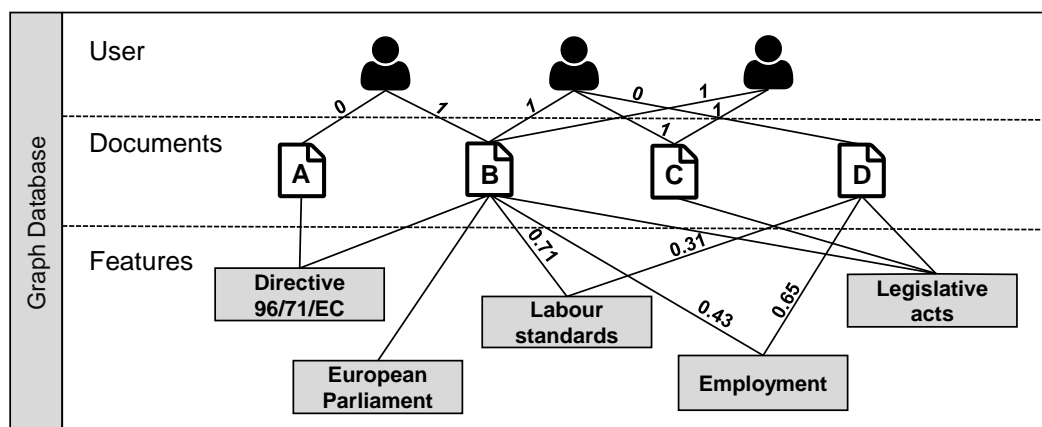 Graph Database
User
0
1
1
1
0
1
1
Documents
A
B
C
D
Features
0.71
0.31
0.43
0.65
Directive
96/71/EC
Labour
standards
Legislative
acts
European
Parliament
Employment